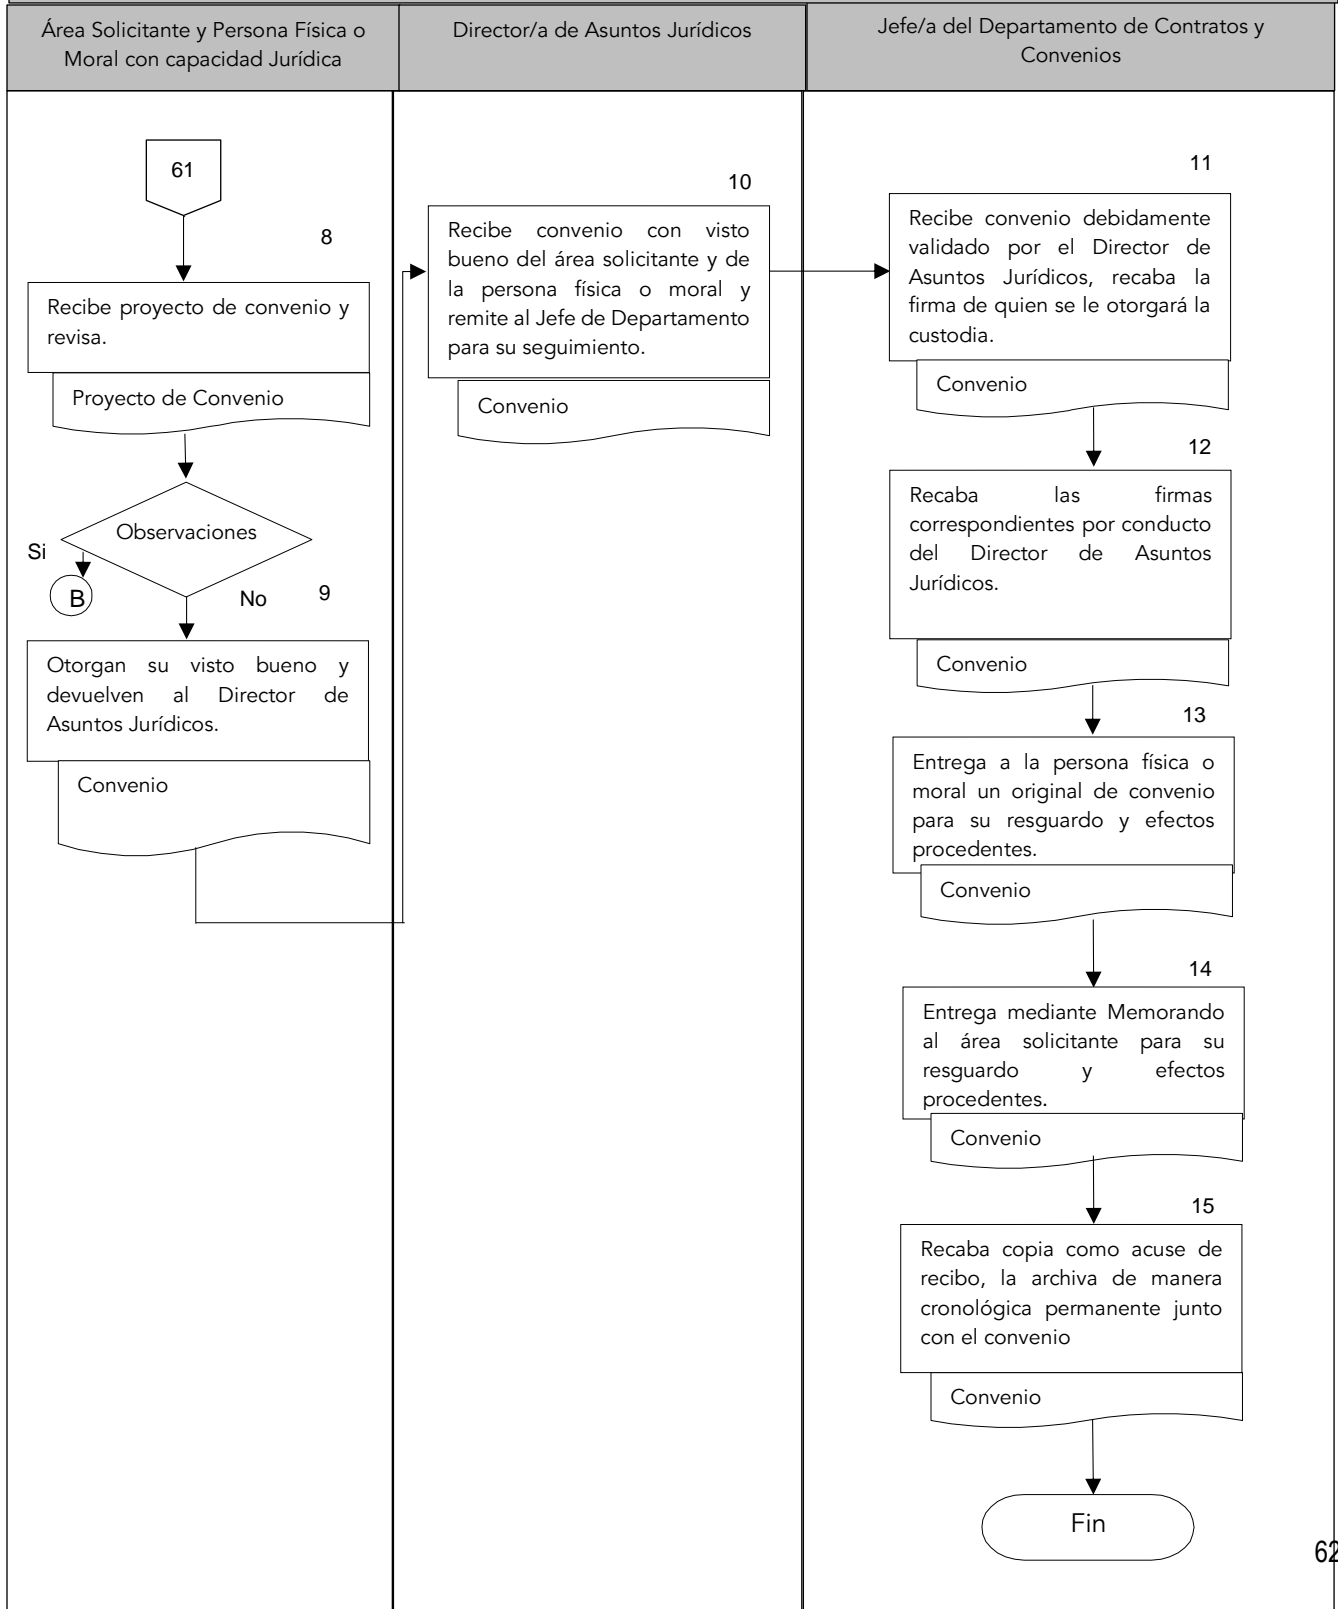 Área Solicitante y Persona Física o
Moral con capacidad Jurídica
Director/a de Asuntos Jurídicos
Jefe/a del Departamento de Contratos y
Convenios
61
8
Recibe proyecto de convenio y
revisa.
Proyecto de Convenio
Observaciones
Si
B
No
9
Otorgan su visto bueno y
devuelven al Director de
Asuntos Jurídicos.
Convenio
10
Recibe convenio con visto
bueno del área solicitante y de
la persona física o moral y
remite al Jefe de Departamento
para su seguimiento.
Convenio
11
Recibe convenio debidamente
validado por el Director de
Asuntos Jurídicos, recaba la
firma de quien se le otorgará la
custodia.
Convenio
12
Recaba las firmas
correspondientes por conducto
del Director de Asuntos
Jurídicos.
Convenio
13
Entrega a la persona física o
moral un original de convenio
para su resguardo y efectos
procedentes.
Convenio
14
Entrega mediante Memorando
al área solicitante para su
resguardo y efectos
procedentes.
Convenio
15
Recaba copia como acuse de
recibo, la archiva de manera
cronológica permanente junto
con el convenio
Convenio
Fin
62